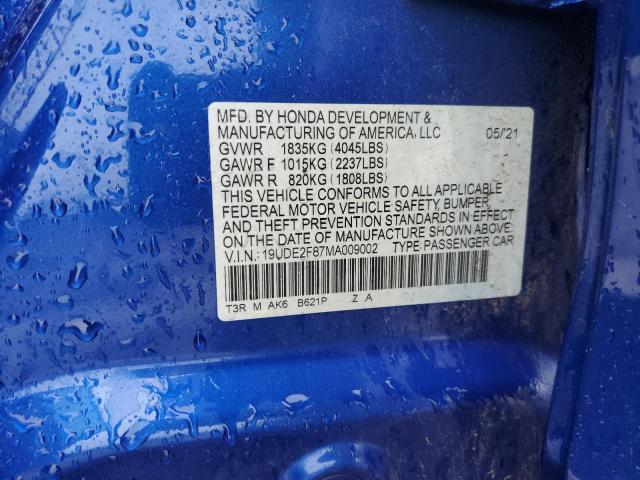 MFD. BY HONDA DEVELOPMENT &
MANUFACTURING OF AMERICA, LLC 05/21
GVWR 1835KG (4045LBS)
GAWR F 1015KG (2237LBS)
GAWR R 820KG (1808LBS)
THIS VEHICLE CONFORMS TO ALL APPLICABLE
FEDERAL MOTOR VEHICLE SAFETY, BUMPER,
AND THEFT PREVENTION STANDARDS IN EFFECT
ON THE DATE OF MANUFACTURE SHOWN ABOVE.
V.I.N.: 19UDE2F87MA009002 TYPE: PASSENGER CAR
T3R M AK6 B621P .Z .A